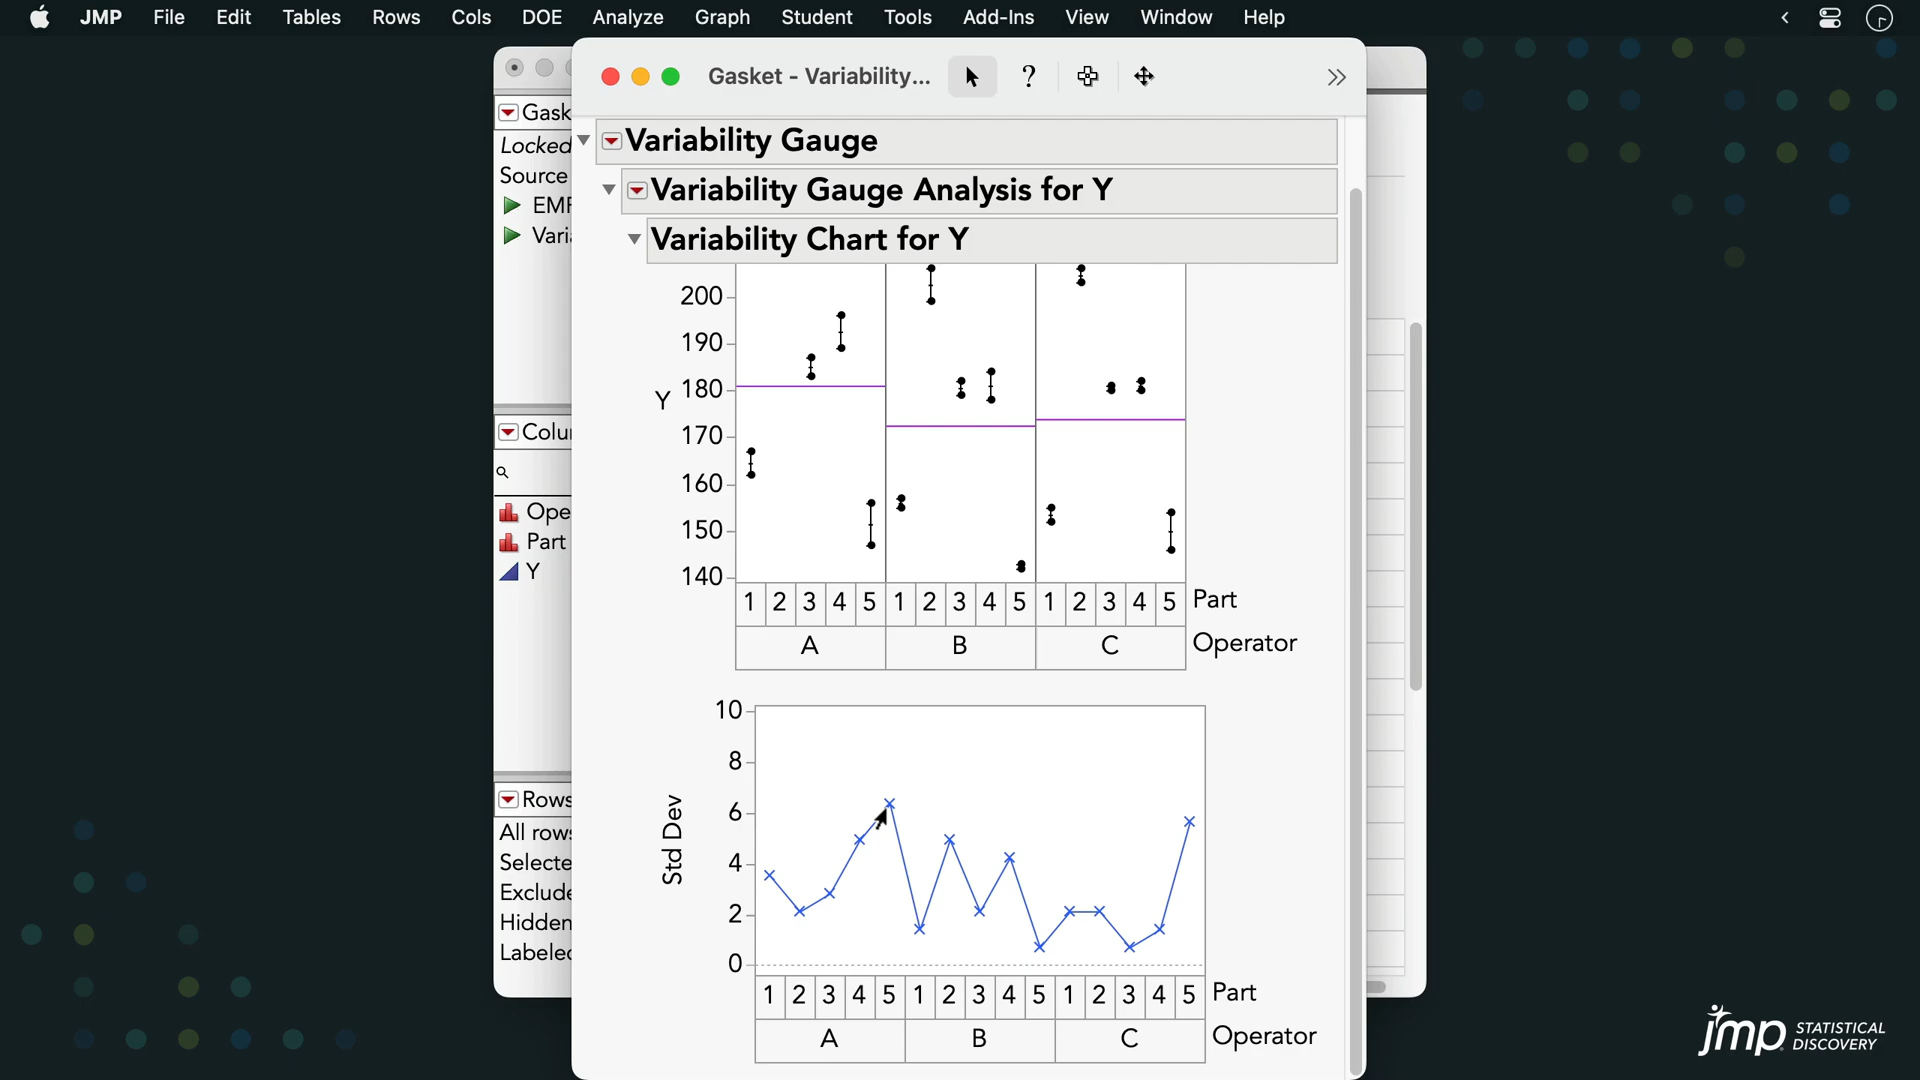 JMP File Edit Tables Rows Cols DOE Analyze Graph Student Tools Add-Ins View Window Help
Gasket - Variability...
?
Gask
Locked
Source
EMP
Varia
Colu
Ope
Part
Y
Rows
All rows
Selecte
Exclude
Hidden
Labeled
Variability Gauge
Variability Gauge Analysis for Y
Variability Chart for Y
200
190
180
170
160
150
140
Y
1 2 3 4 5 1 2 3 4 5 1 2 3 4 5 Part
A B C Operator
10
8
6
4
2
0
Std Dev
1 2 3 4 5 1 2 3 4 5 1 2 3 4 5 Part
A B C Operator
jmp STATISTICAL
DISCOVERY